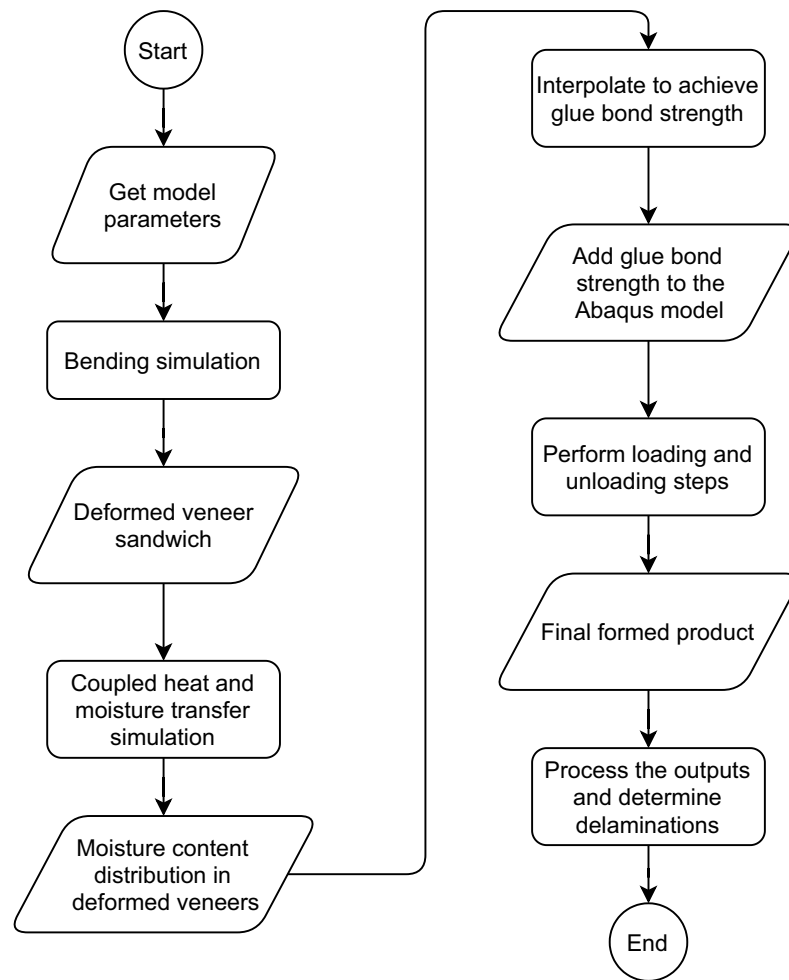 Start
Get model
parameters
Bending simulation
Deformed veneer
sandwich
Coupled heat and
moisture transfer
simulation
Moisture content
distribution in
deformed veneers
Interpolate to achieve
glue bond strength
Add glue bond
strength to the
Abaqus model
Perform loading and
unloading steps
Final formed product
Process the outputs
and determine
delaminations
End